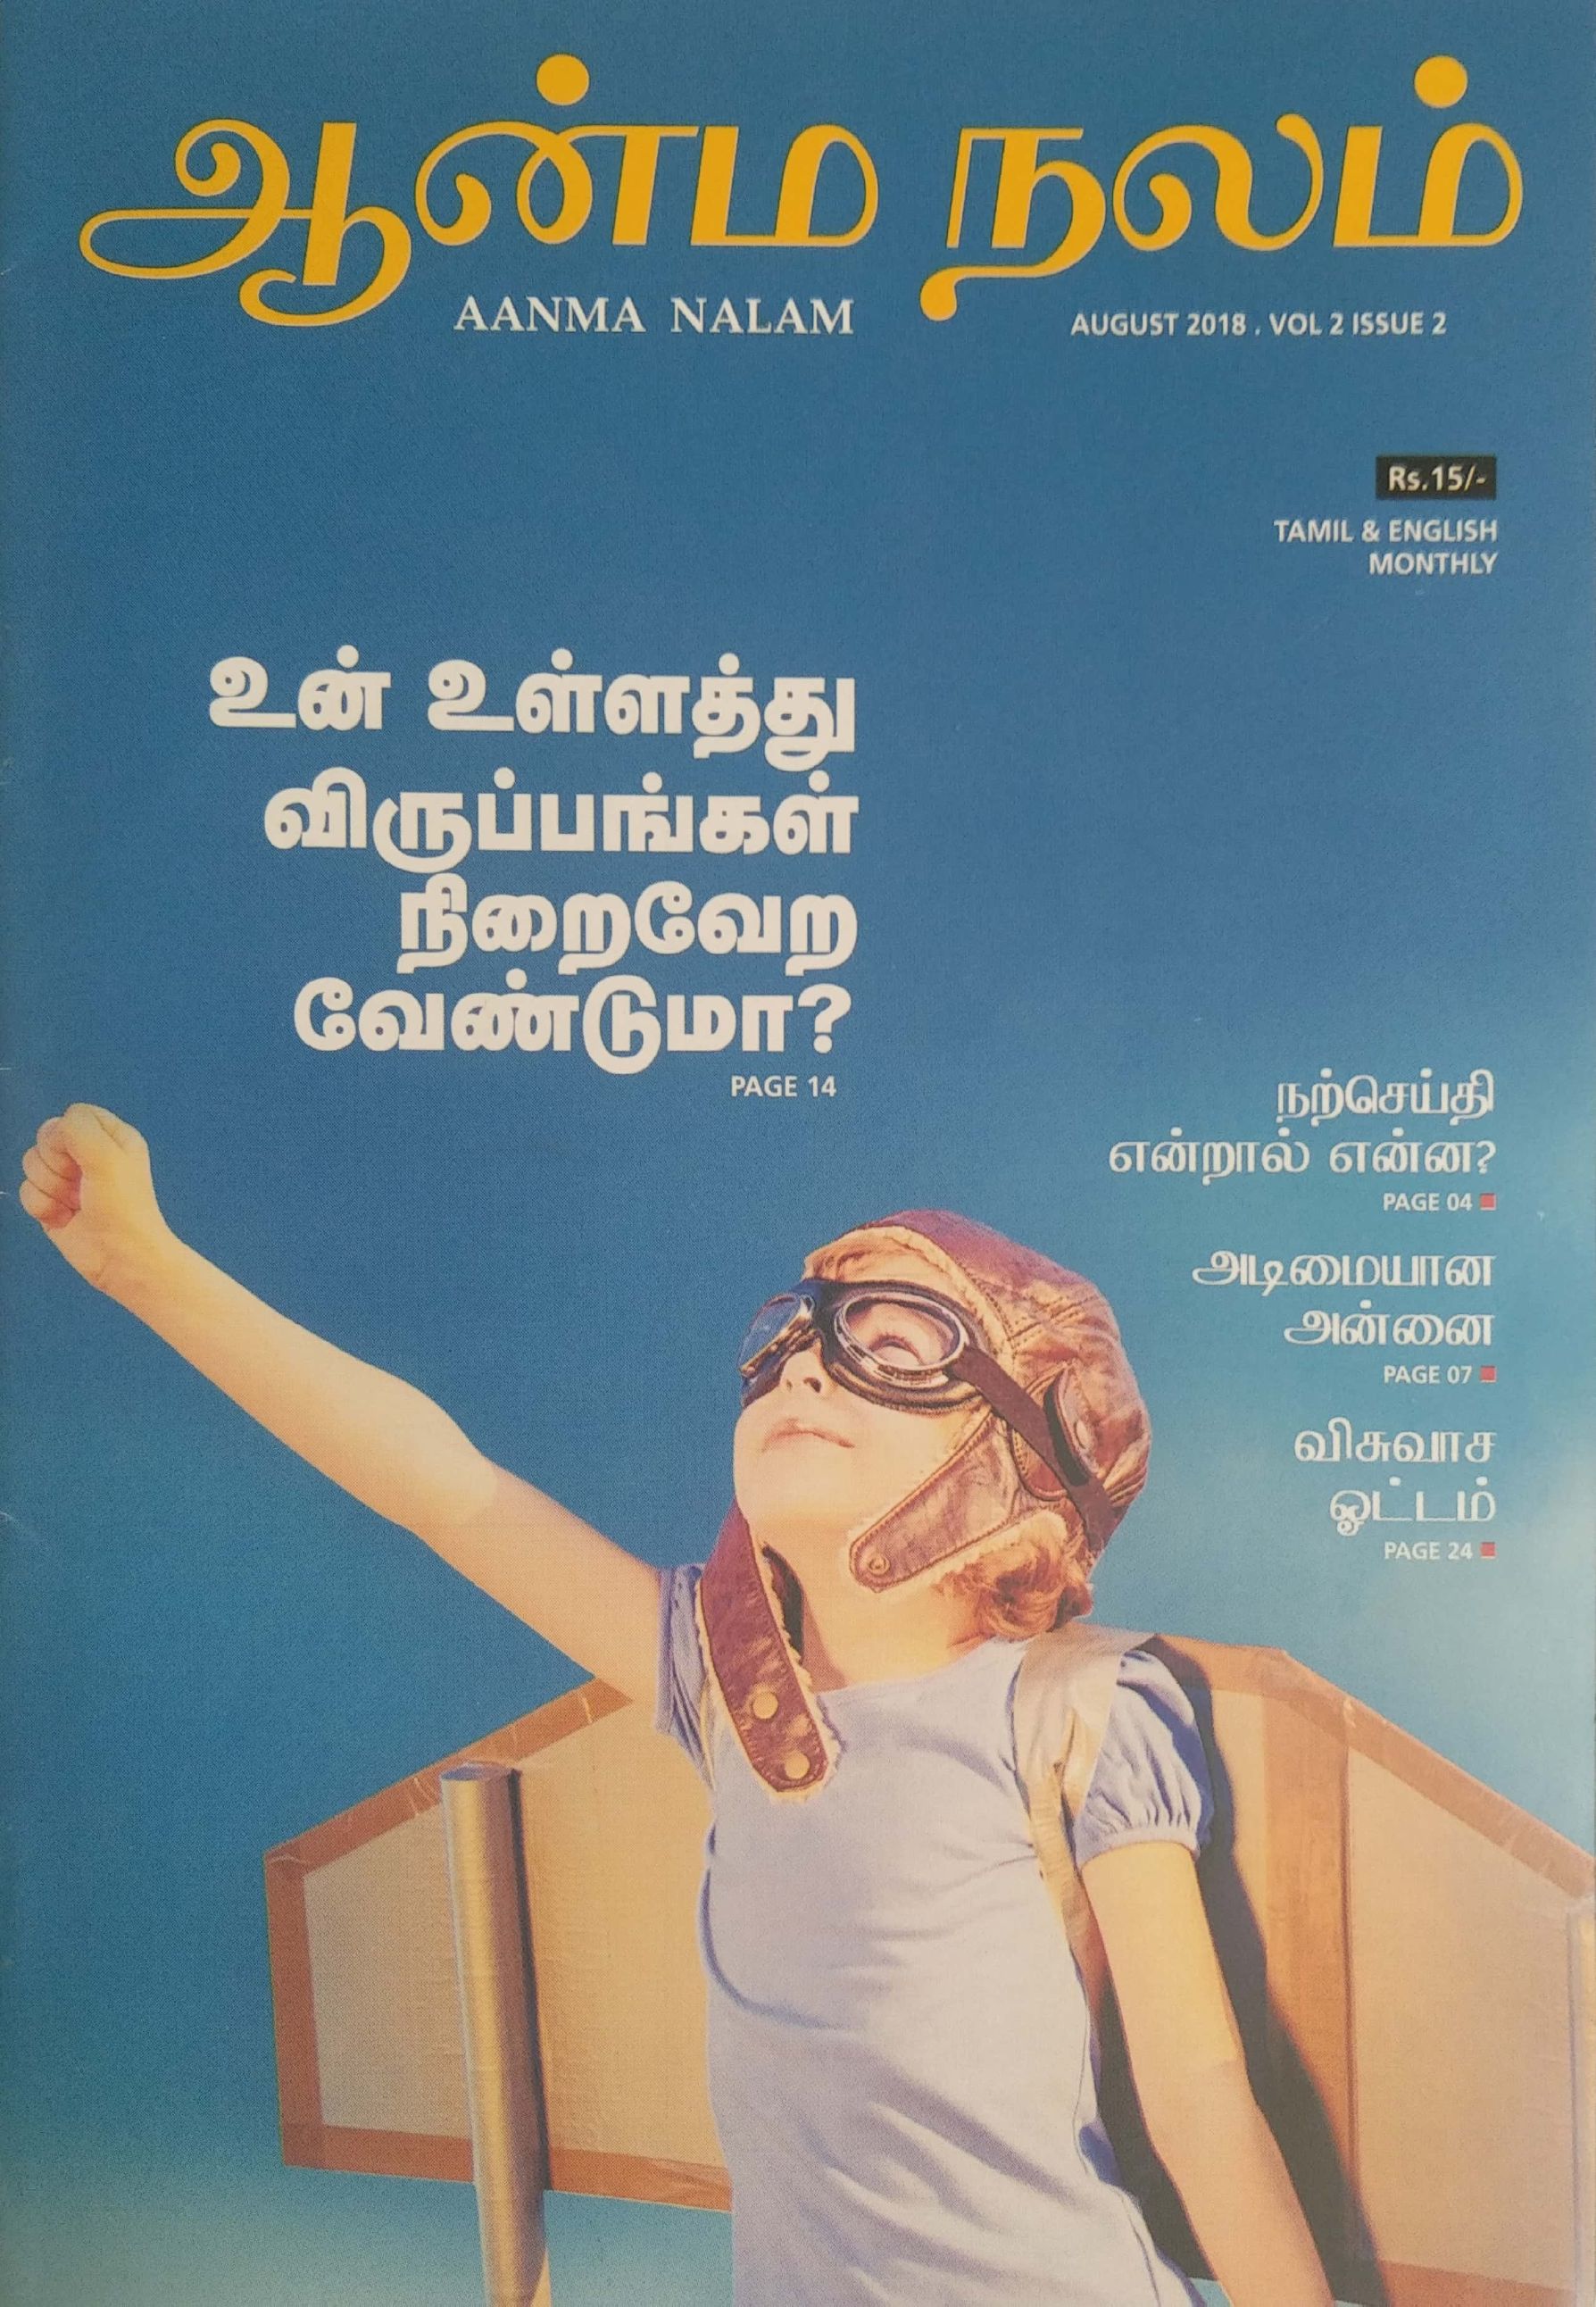 ஆன்ம நலம்
AANMA NALAM
AUGUST 2018 . VOL 2 ISSUE 2
Rs.15/-
TAMIL & ENGLISH
MONTHLY
உன் உள்ளத்து
விருப்பங்கள்
நிறைவேற
வேண்டுமா?
PAGE 14
நற்செய்தி
என்றால் என்ன?
PAGE 04
அடிமையான
அன்னை
PAGE 07
விசுவாச
ஓட்டம்
PAGE 24